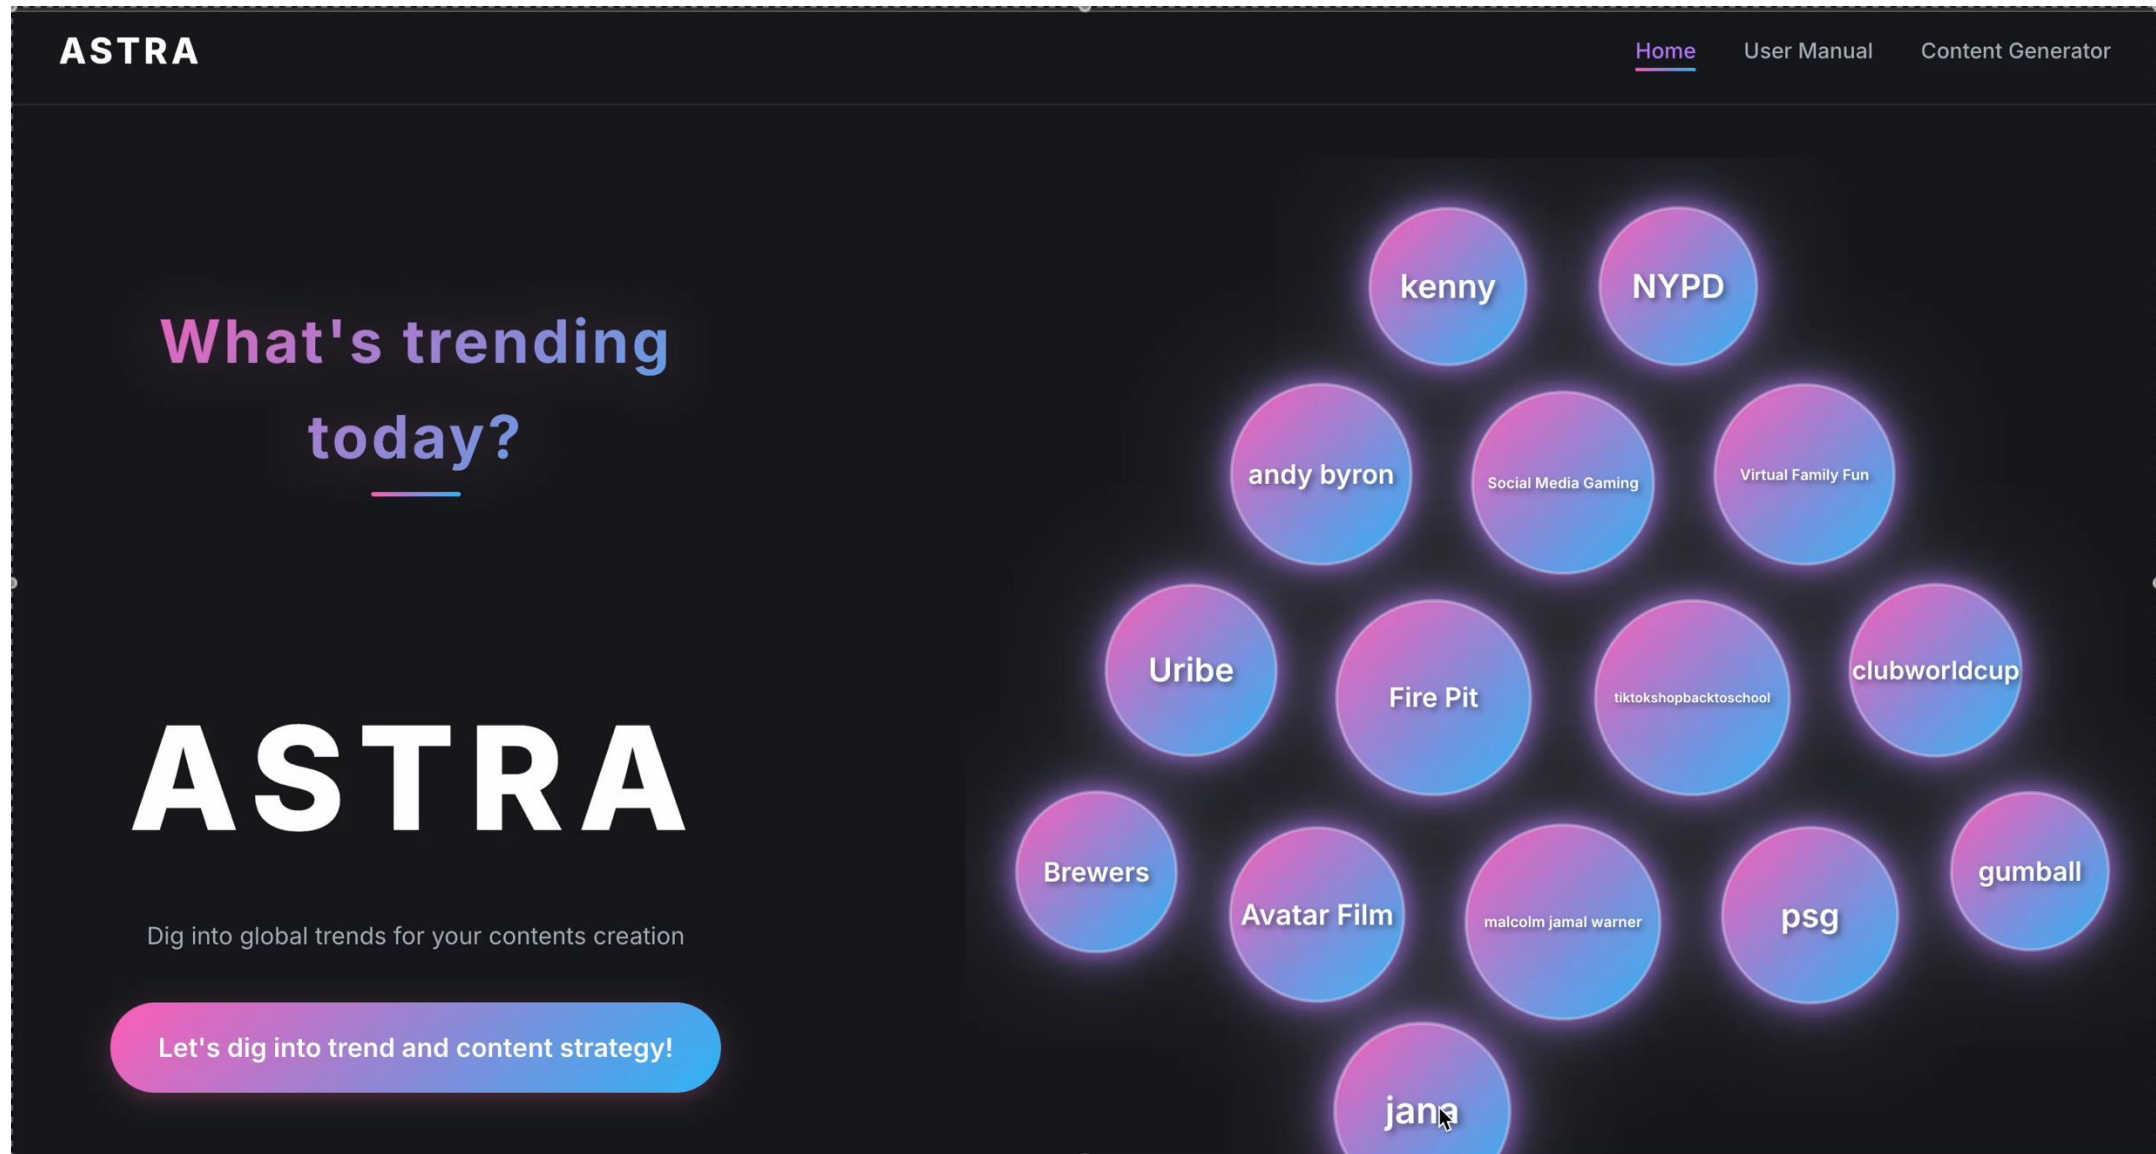 ASTRA
Home
User Manual
Content Generator
What's trending
today?
ASTRA
Dig into global trends for your contents creation
Let's dig into trend and content strategy!
kenny
NYPD
andy byron
Social Media Gaming
Virtual Family Fun
Uribe
Fire Pit
tiktokshopbacktoschool
clubworldcup
Brewers
Avatar Film
malcolm jamal warner
psg
gumball
jana